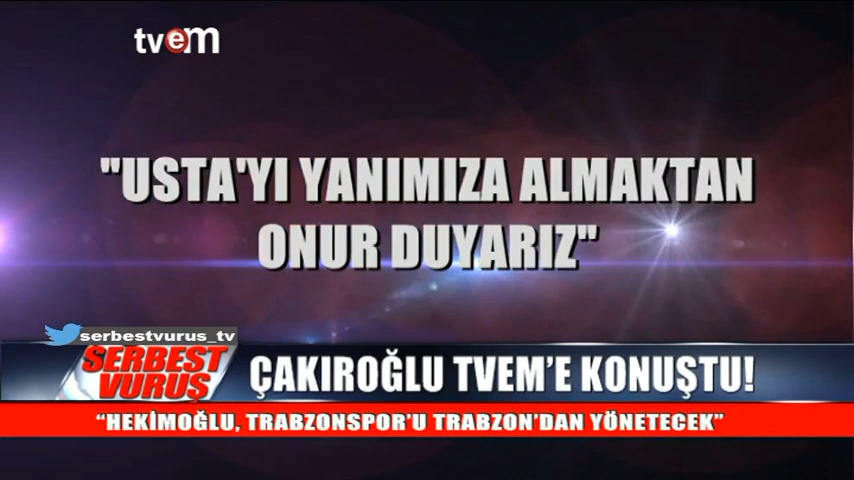 tvem
"USTA'YI YANIMIZA ALMAKTAN
ONUR DUYARIZ"
serbestvurus_tv
SERBEST
VURUŞ
ÇAKIROĞLU TVEM’E KONUŞTU!
“HEKİMOĞLU, TRABZONSPOR’U TRABZON’DAN YÖNETECEK”